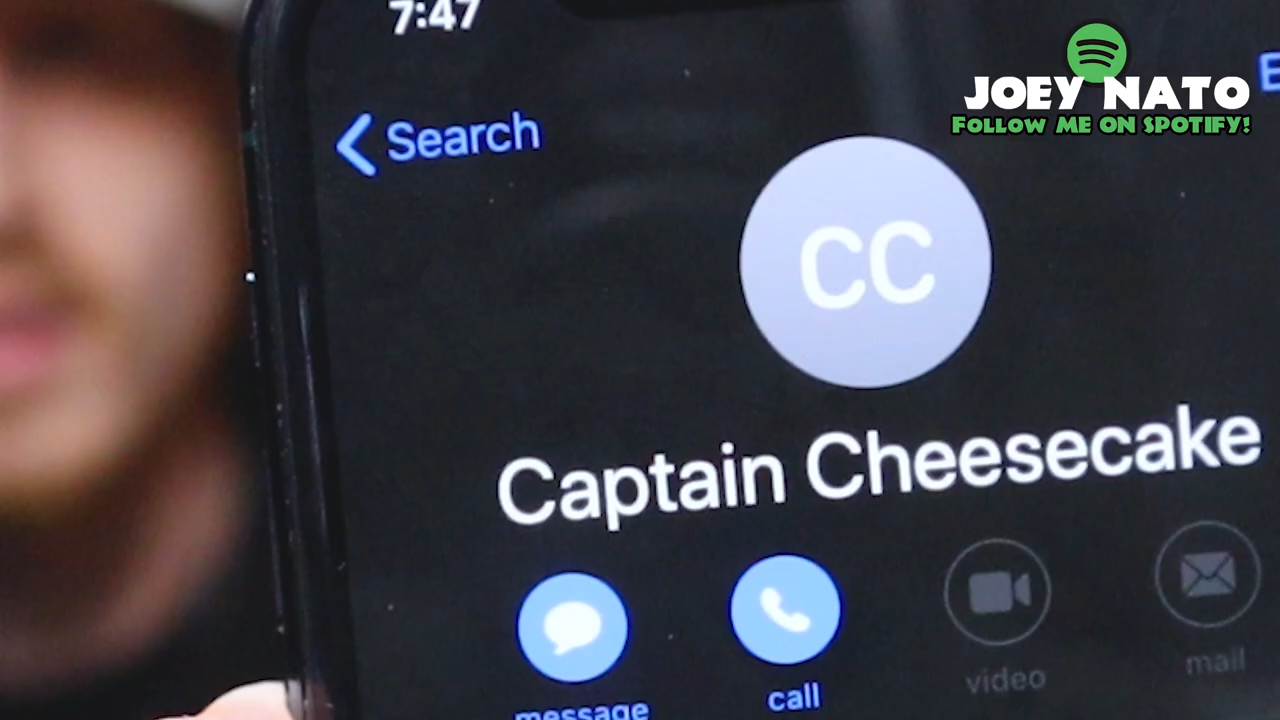 7:47
Search
E
JOEY NATO
FOLLOW ME ON SPOTIFY!
CC
Captain Cheesecake
message
call
video
mail